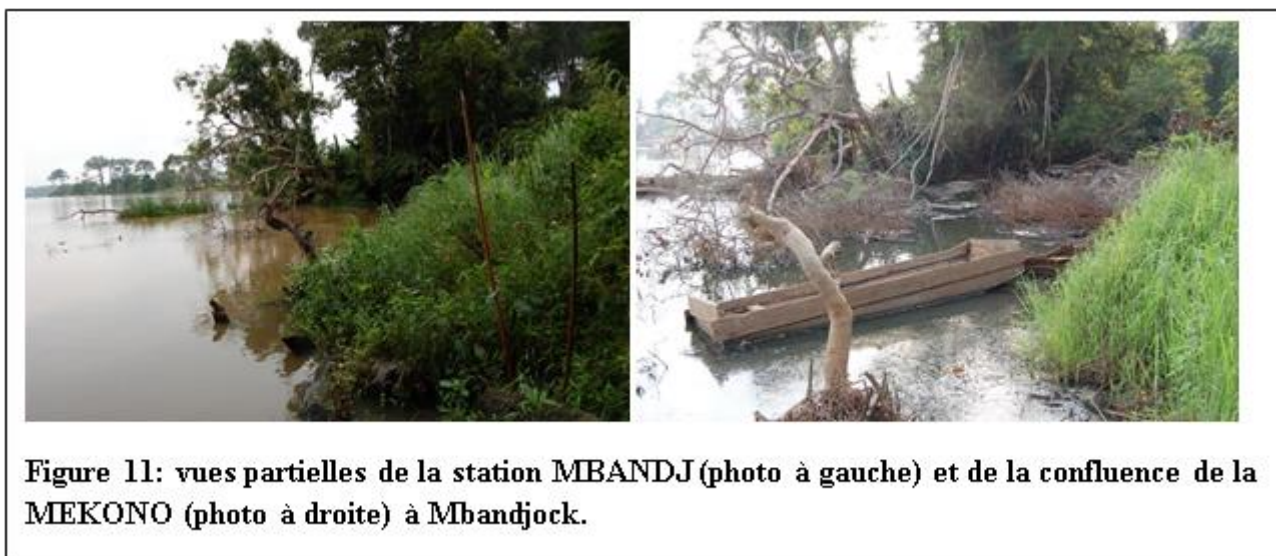 Figure 11: vues partielles de la station MBANDJ (photo à gauche) et de la confluence de la
MEKONO (photo à droite) à Mbandjock.